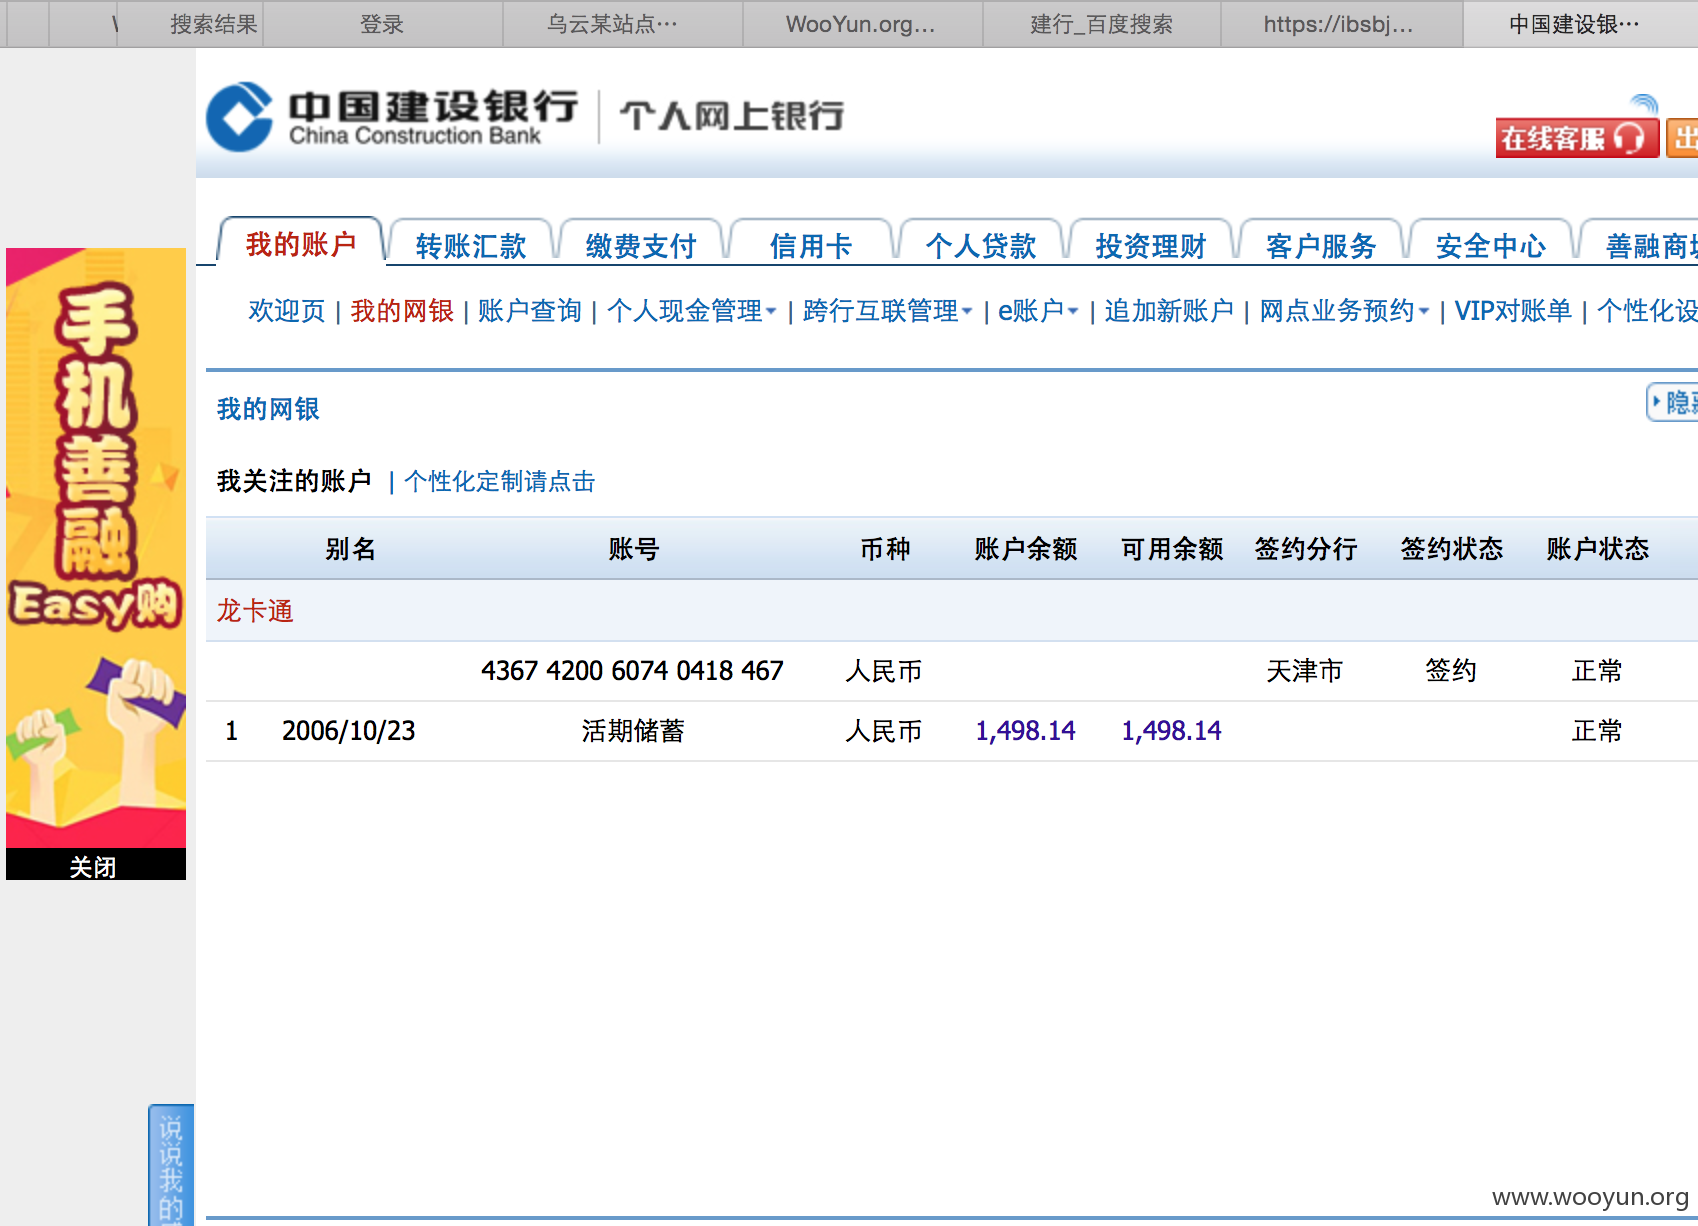 搜索结果 登录 乌云某站点… WooYun.org… 建行_百度搜索 https://ibsbj… 中国建设银…
中国建设银行 个人网上银行
China Construction Bank
在线客服 出
我的账户 转账汇款 缴费支付 信用卡 个人贷款 投资理财 客户服务 安全中心 善融商
欢迎页 | 我的网银 | 账户查询 | 个人现金管理 | 跨行互联管理 | e账户 | 追加新账户 | 网点业务预约 | VIP对账单 | 个性化设
我的网银 隐
我关注的账户 | 个性化定制请点击
别名 账号 币种 账户余额 可用余额 签约分行 签约状态 账户状态
龙卡通
4367 4200 6074 0418 467 人民币 天津市 签约 正常
1 2006/10/23 活期储蓄 人民币 1,498.14 1,498.14 正常
手机善融
Easy购
关闭
说说我的
www.wooyun.org